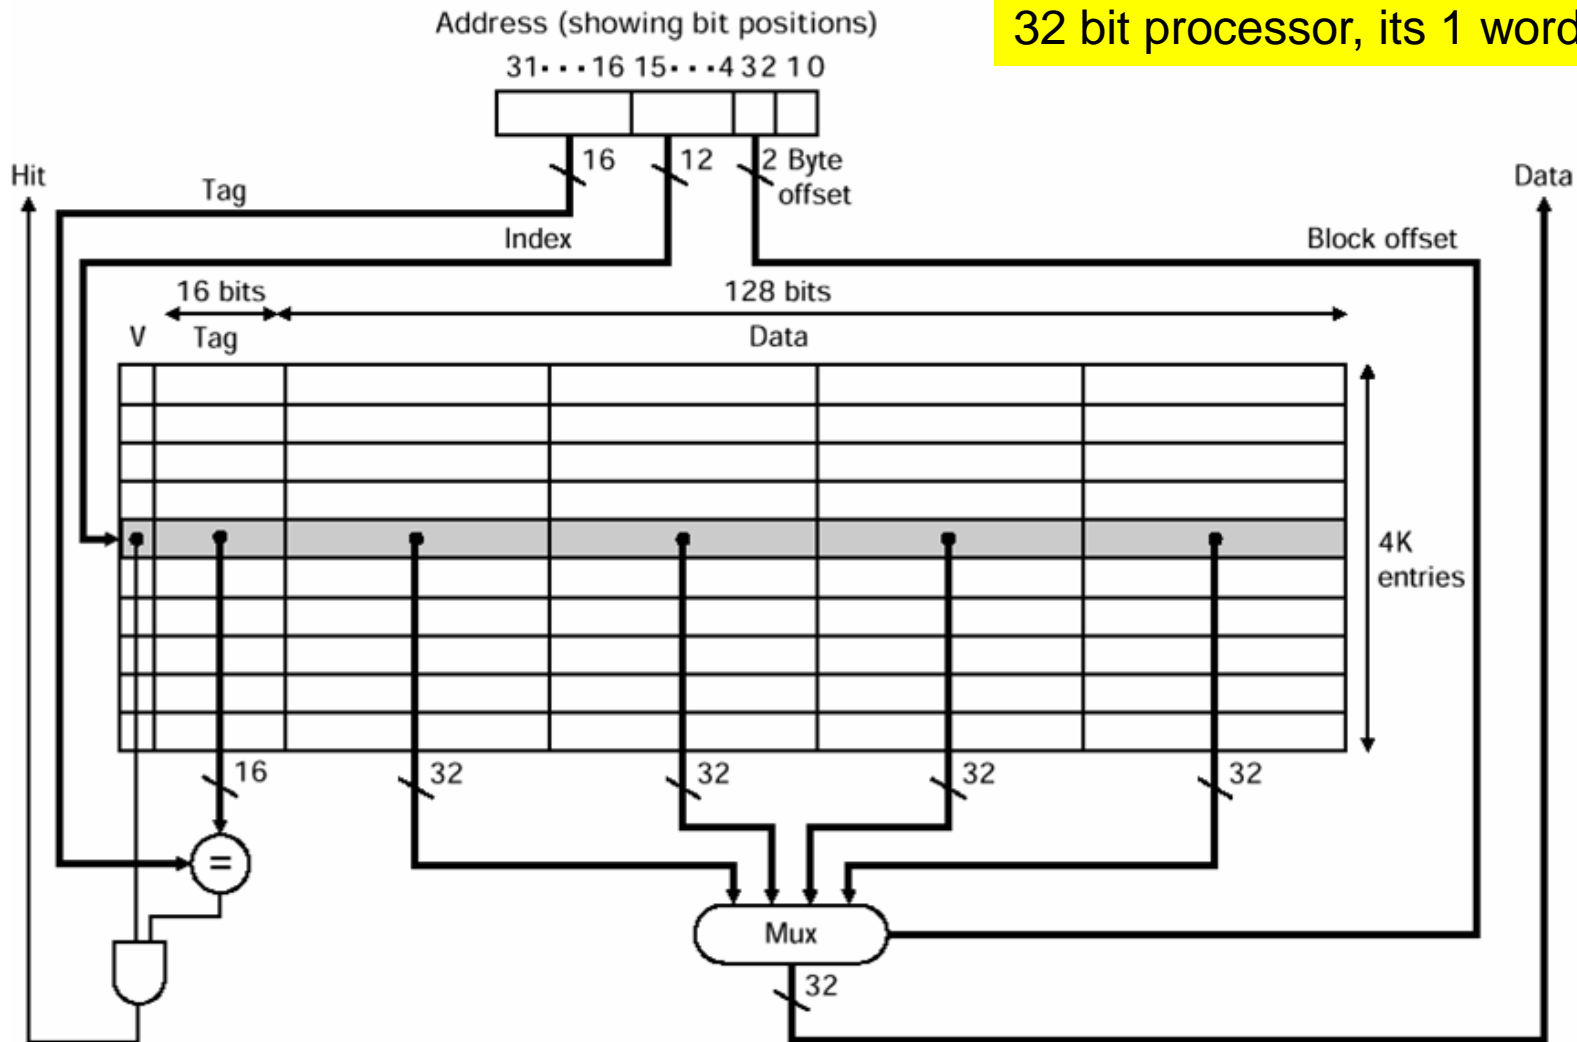 32 bit processor, its 1 word
Address (showing bit positions)
31 · · · 16 15 · · · 4 3 2 1 0
16 12 2 Byte offset
Hit
Tag
Data
Index
Block offset
16 bits
128 bits
V
Tag
Data
4K
entries
16 32 32 32 32
=
Mux
32